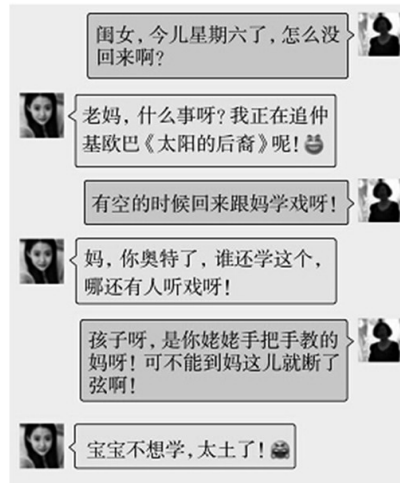 闺女，今儿星期六了，怎么没
回来啊？
老妈，什么事呀？我正在追仲
基欧巴《太阳的后裔》呢！
有空的时候回来跟妈学戏呀！
妈，你奥特了，谁还学这个，
哪还有人听戏呀！
孩子呀，是你姥姥手把手教的
妈呀！可不能到妈这儿就断了
弦啊！
宝宝不想学，太土了！